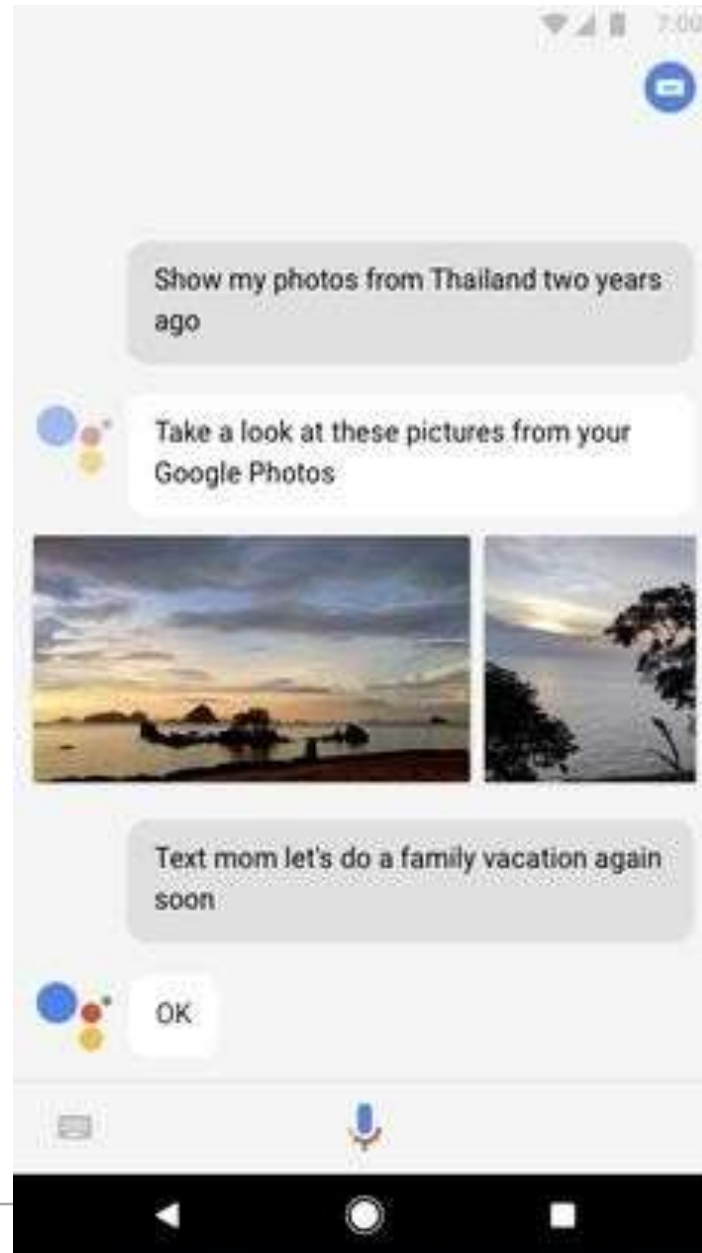 7:00
Show my photos from Thailand two years
ago
Take a look at these pictures from your
Google Photos
Text mom let's do a family vacation again
soon
OK